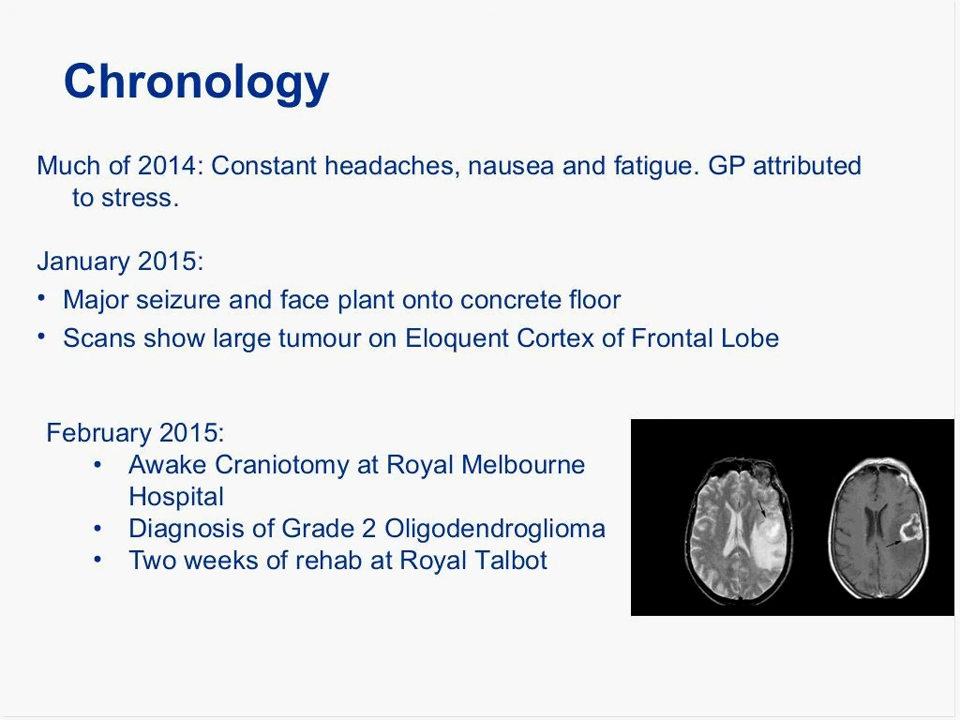 Chronology
Much of 2014: Constant headaches, nausea and fatigue. GP attributed
to stress.
January 2015:
• Major seizure and face plant onto concrete floor
• Scans show large tumour on Eloquent Cortex of Frontal Lobe
February 2015:
• Awake Craniotomy at Royal Melbourne
Hospital
• Diagnosis of Grade 2 Oligodendroglioma
• Two weeks of rehab at Royal Talbot